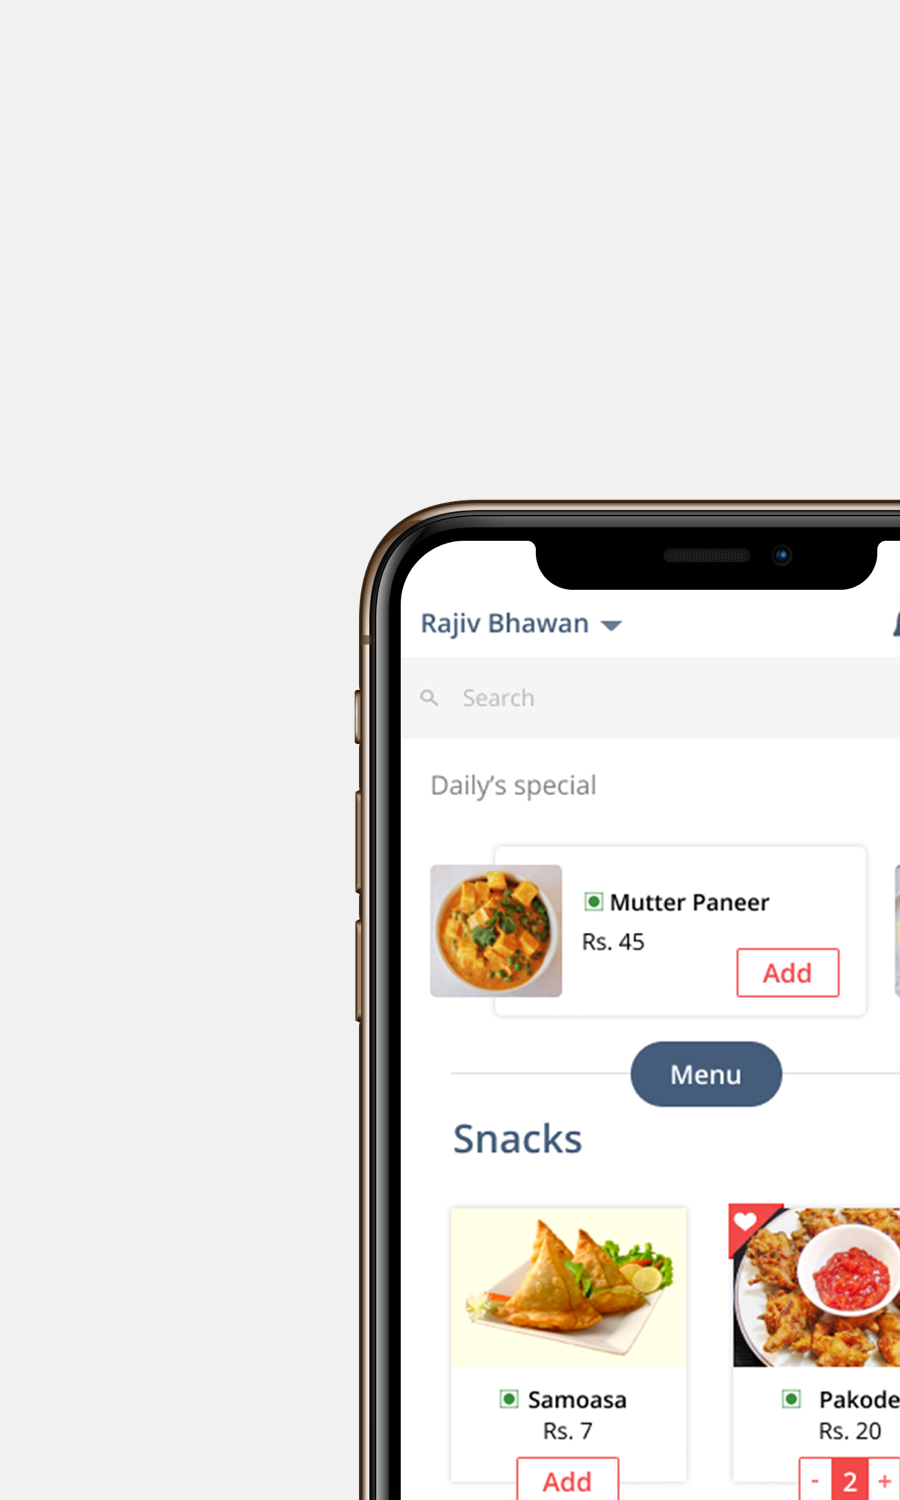 Rajiv Bhawan
Search
Daily's special
Mutter Paneer
Rs. 45
Add
Menu
Snacks
Samoasa
Rs. 7
Add
Pakode
Rs. 20
- 2 +